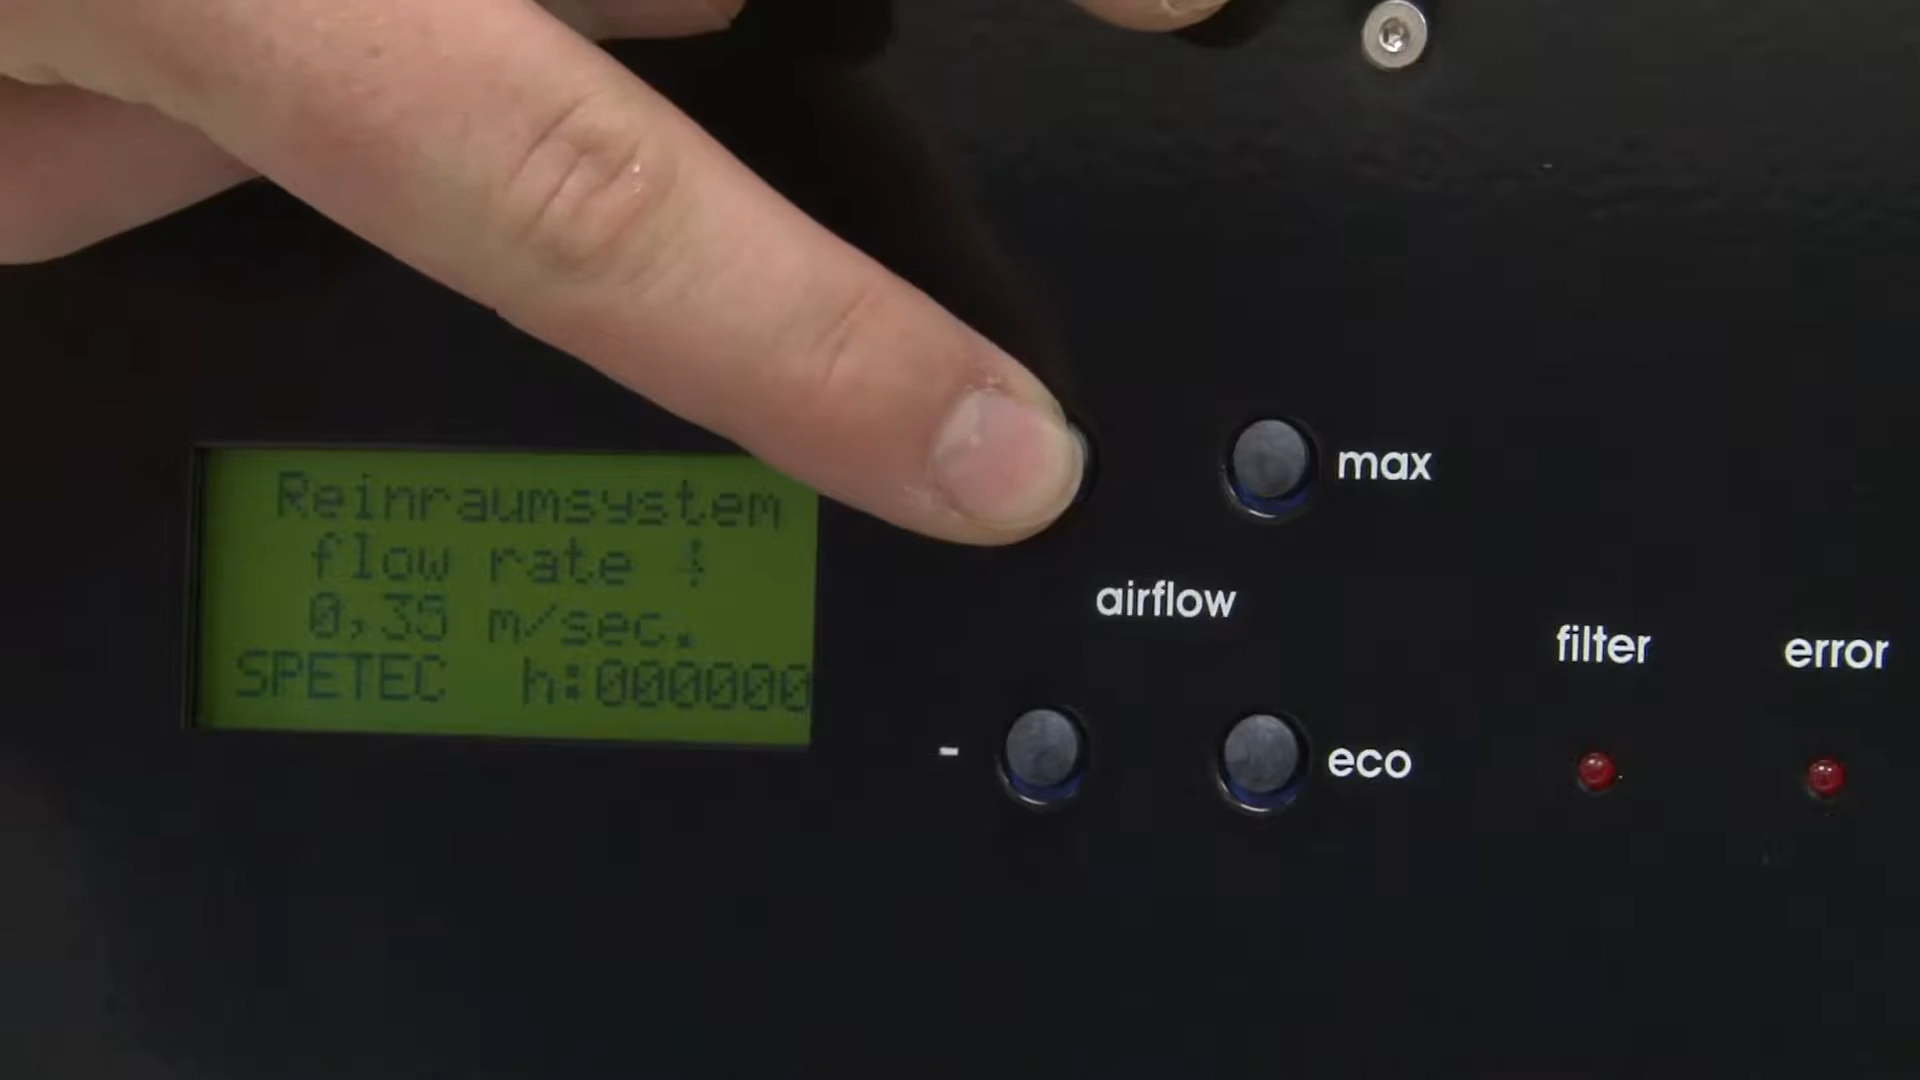 Reinraumsystem
flow rate
0,35 m/sec.
SPETEC h:000000
max
airflow
- eco
filter
error